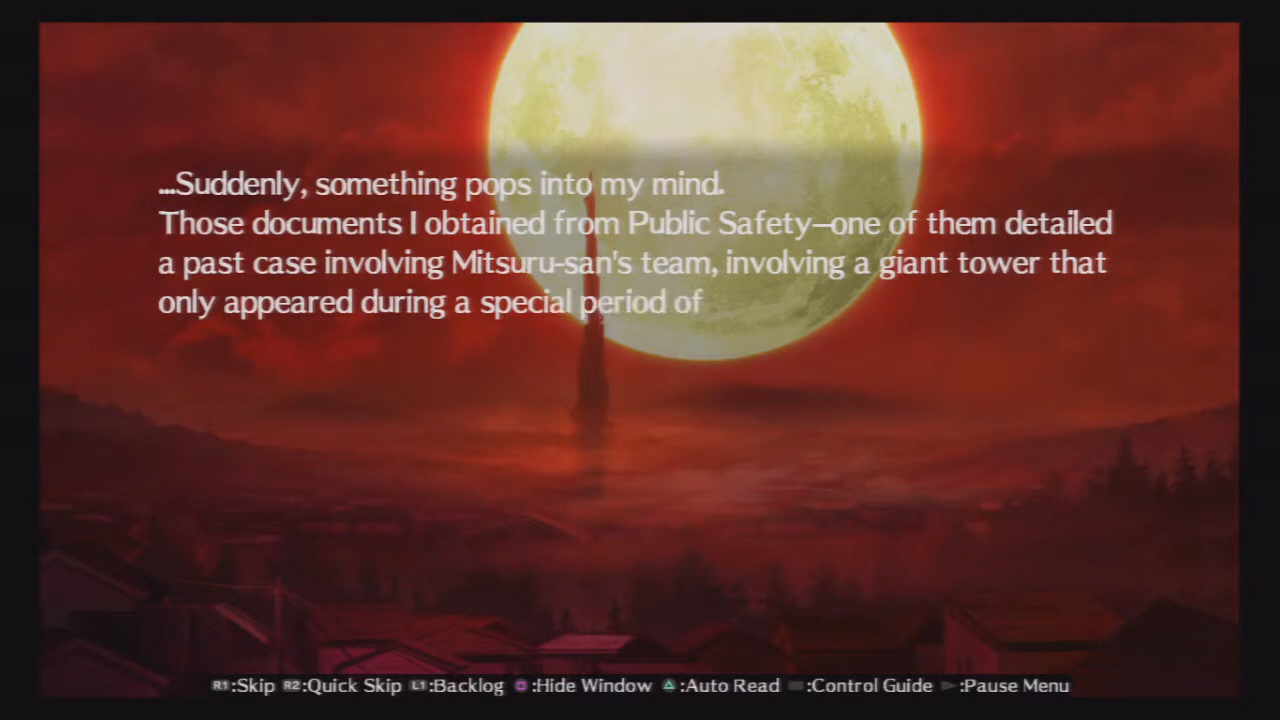 ...Suddenly, something pops into my mind.
Those documents I obtained from Public Safety—one of them detailed
a past case involving Mitsuru-san's team, involving a giant tower that
only appeared during a special period of
R1:Skip R2:Quick Skip L1:Backlog :Hide Window :Auto Read :Control Guide :Pause Menu